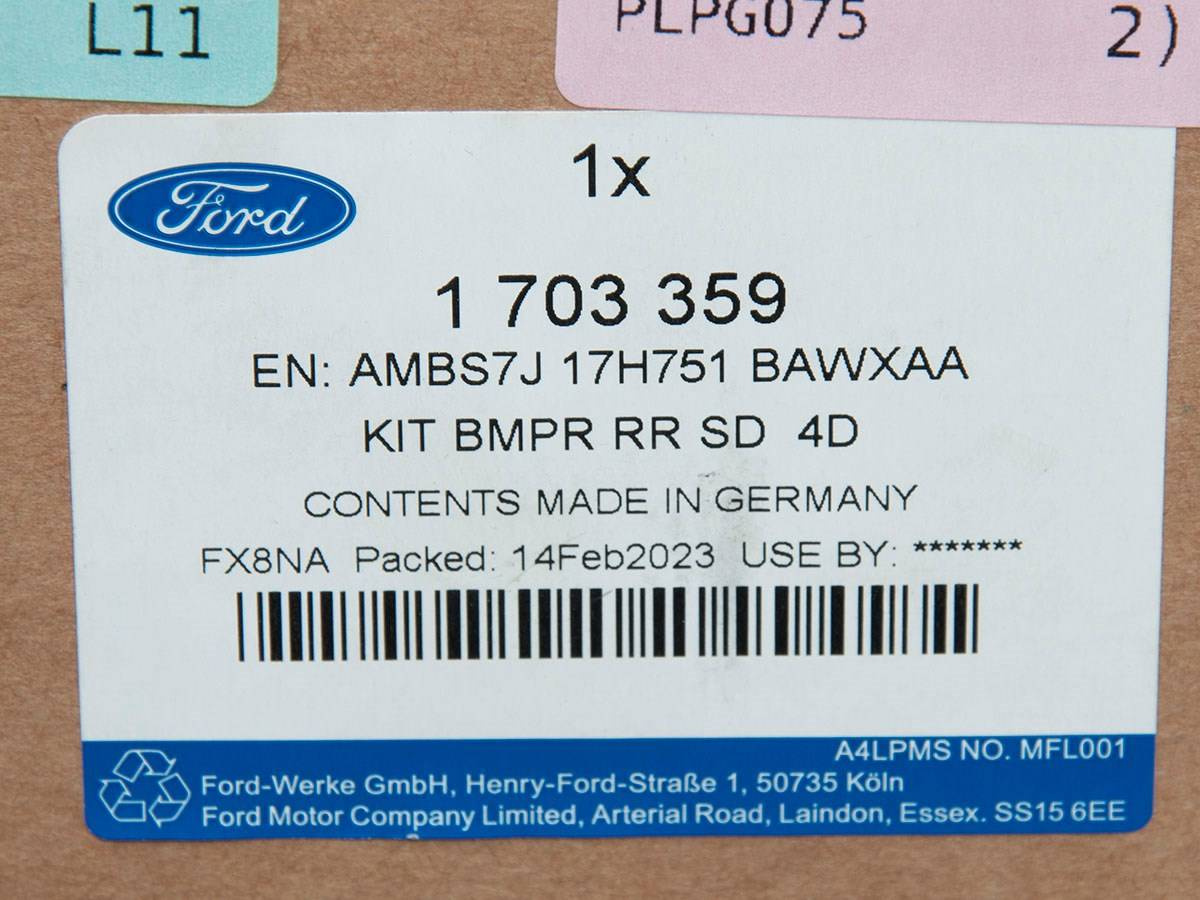 L11
PLPG075 2)
Ford
1x
1 703 359
EN: AMBS7J 17H751 BAWXAA
KIT BMPR RR SD 4D
CONTENTS MADE IN GERMANY
FX8NA Packed: 14Feb2023 USE BY: *******
A4LPMS NO. MFL001
Ford-Werke GmbH, Henry-Ford-Straße 1, 50735 Köln
Ford Motor Company Limited, Arterial Road, Laindon, Essex. SS15 6EE